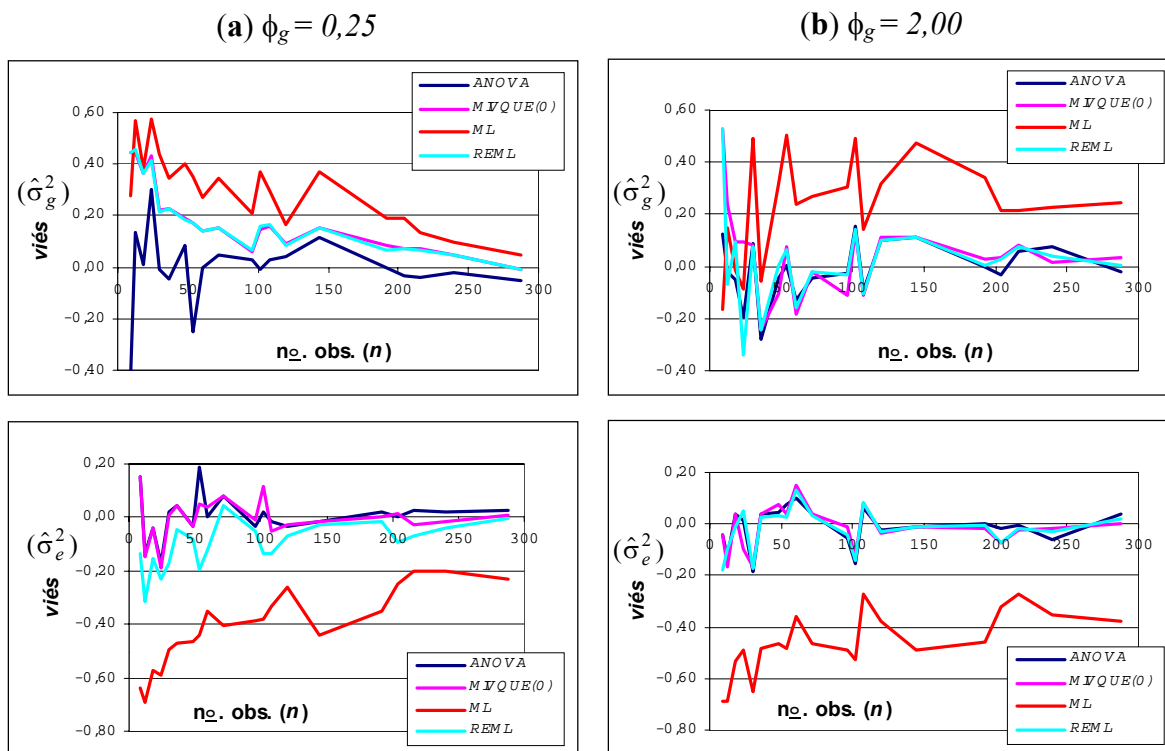 (a) ϕg = 0,25
(b) ϕg = 2,00
ANOVA
MIVQUE(0)
ML
REML
0,60
0,40
0,20
0,00
-0,20
-0,40
0 50 100 150 200 250 300
viés (σ̂²g)
no. obs. (n)
ANOVA
MIVQUE(0)
ML
REML
0,60
0,40
0,20
0,00
-0,20
-0,40
0 50 100 150 200 250 300
viés (σ̂²g)
no. obs. (n)
0,20
0,00
-0,20
-0,40
-0,60
-0,80
0 50 100 150 200 250 300
viés (σ̂²e)
no. obs. (n)
ANOVA
MIVQUE(0)
ML
REML
0,20
0,00
-0,20
-0,40
-0,60
-0,80
0 50 100 150 200 250 300
viés (σ̂²e)
no. obs. (n)
ANOVA
MIVQUE(0)
ML
REML